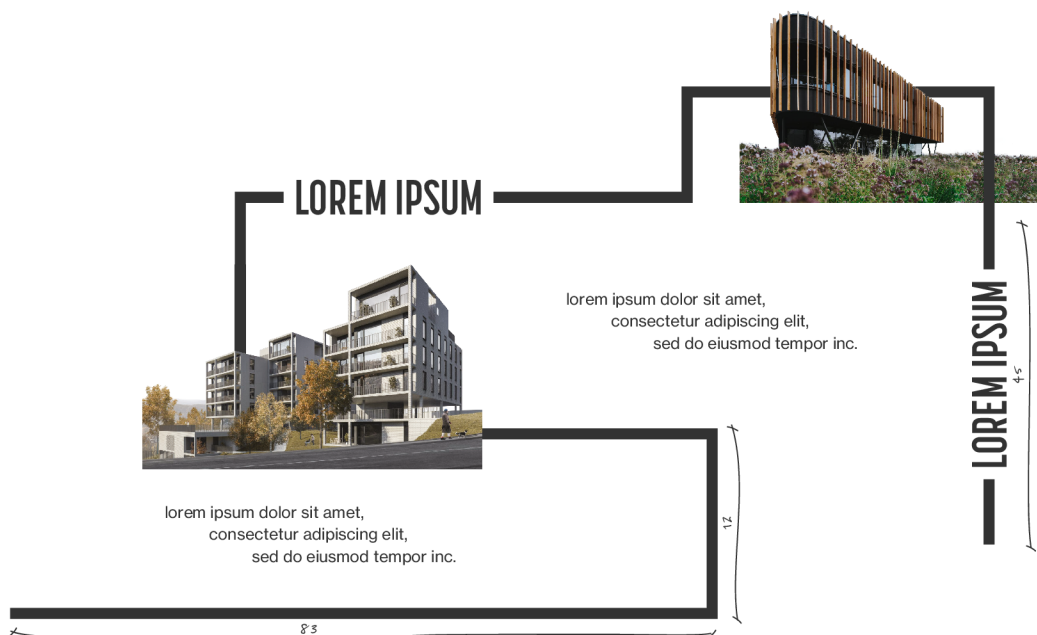 LOREM IPSUM
lorem ipsum dolor sit amet,
consectetur adipiscing elit,
sed do eiusmod tempor inc.
LOREM IPSUM
45
lorem ipsum dolor sit amet,
consectetur adipiscing elit,
sed do eiusmod tempor inc.
12
83